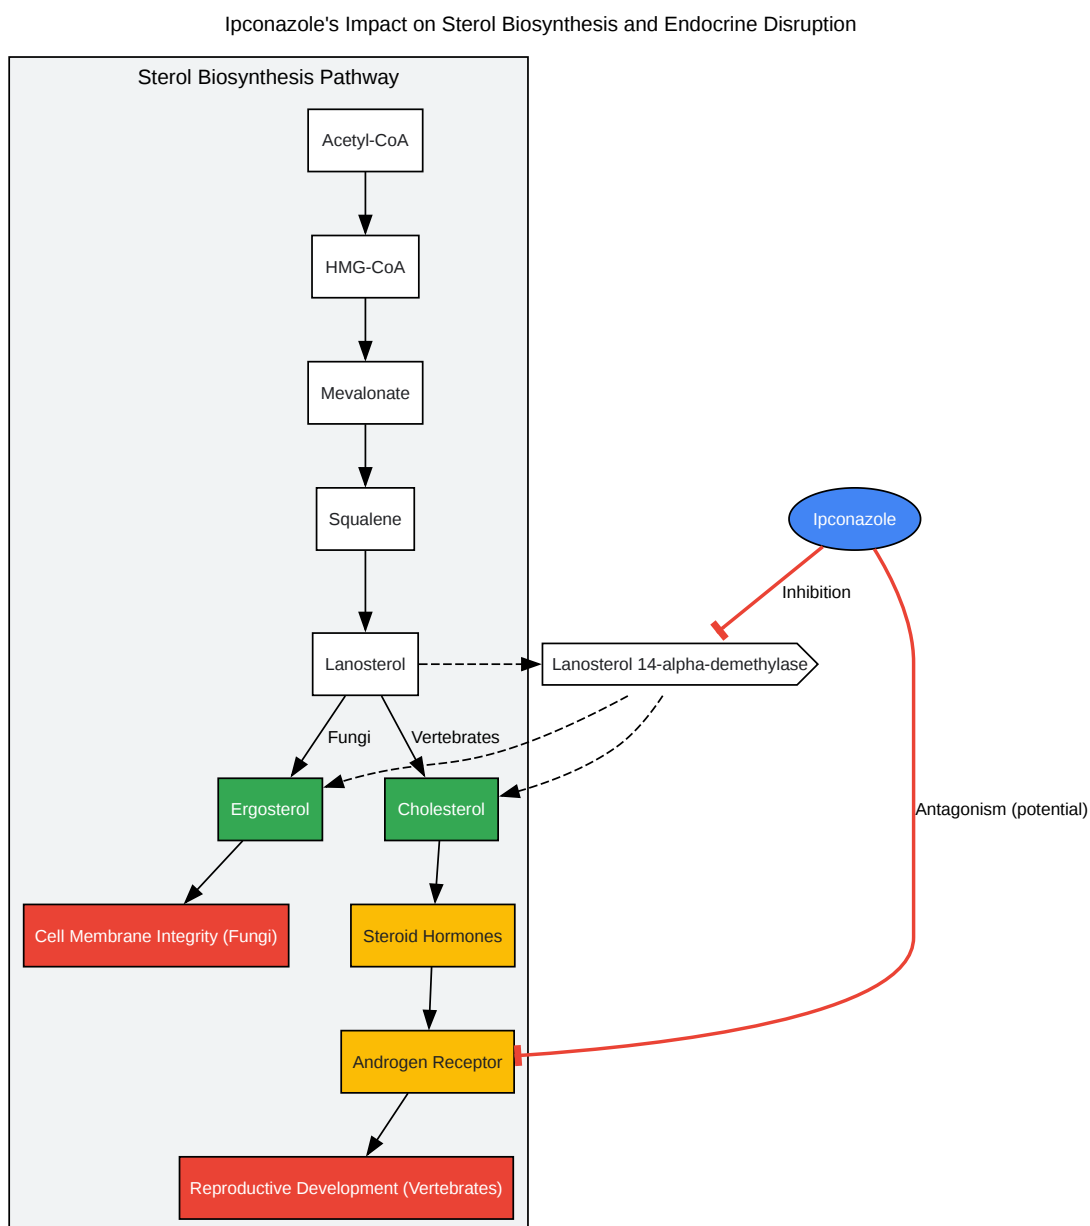 Ipconazole's Impact on Sterol Biosynthesis and Endocrine Disruption
Sterol Biosynthesis Pathway
Acetyl-CoA
HMG-CoA
Mevalonate
Squalene
Ipconazole
Inhibition
Lanosterol
Lanosterol 14-alpha-demethylase
Fungi
Vertebrates
Ergosterol
Cholesterol
Antagonism (potential)
Cell Membrane Integrity (Fungi)
Steroid Hormones
Androgen Receptor
Reproductive Development (Vertebrates)